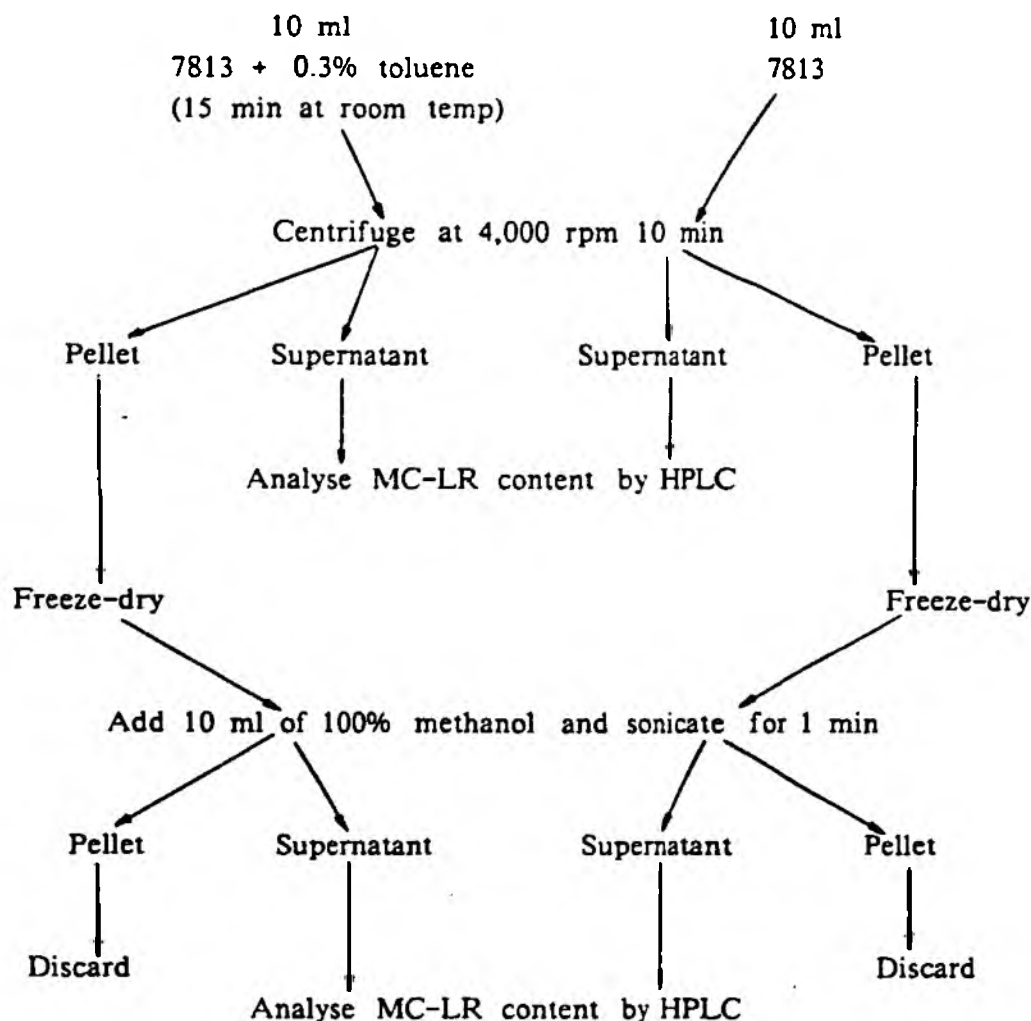 10 ml
10 ml
7813 + 0.3% toluene
7813
(15 min at room temp)
Centrifuge at 4,000 rpm 10 min
Pellet
Supernatant
Supernatant
Pellet
Analyse MC-LR content by HPLC
Freeze-dry
Freeze-dry
Add 10 ml of 100% methanol and sonicate for 1 min
Pellet
Supernatant
Supernatant
Pellet
Discard
Discard
Analyse MC-LR content by HPLC